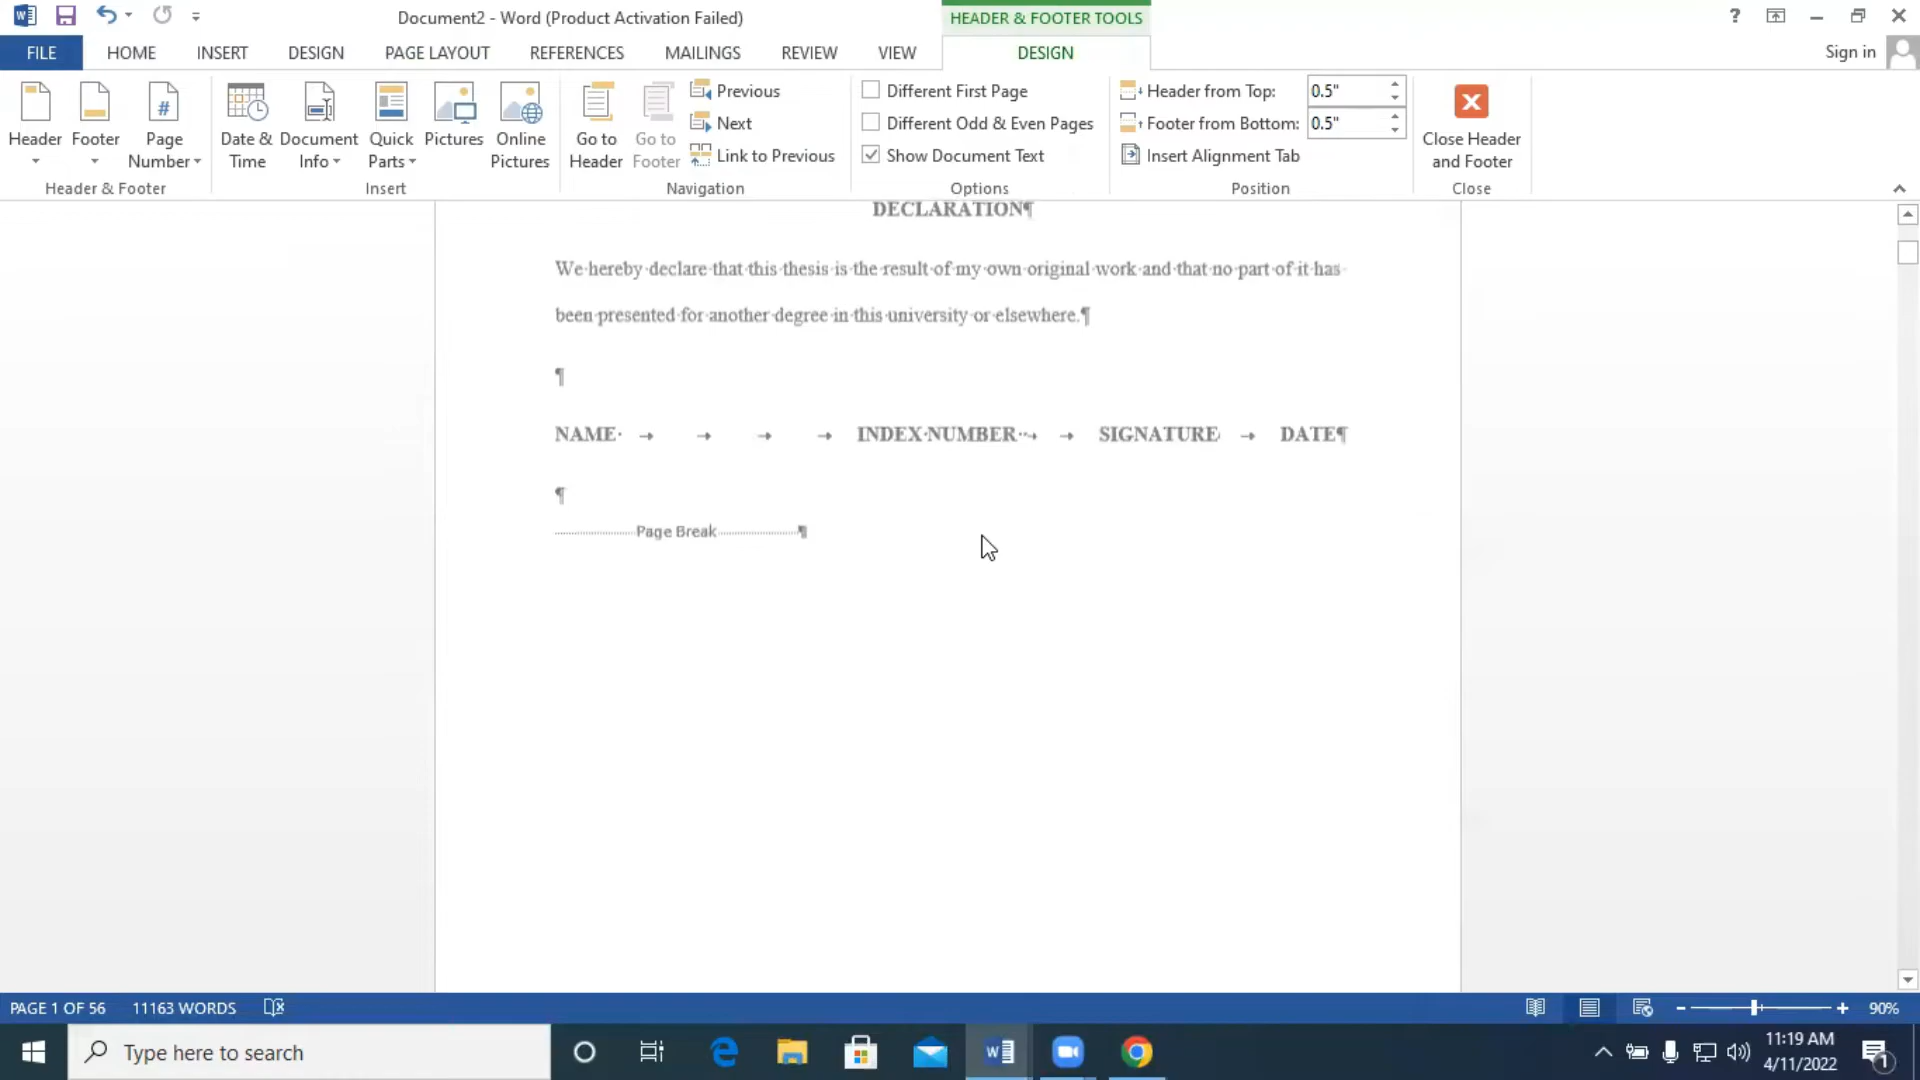 Document2 - Word (Product Activation Failed)
HEADER & FOOTER TOOLS
?
FILE
HOME
INSERT
DESIGN
PAGE LAYOUT
REFERENCES
MAILINGS
REVIEW
VIEW
DESIGN
Sign in
Header
Footer
Page
Number
Date &
Time
Document
Info
Quick
Parts
Pictures
Online
Pictures
Go to
Header
Go to
Footer
Previous
Next
Link to Previous
Different First Page
Different Odd & Even Pages
Show Document Text
Header from Top: 0.5"
Footer from Bottom: 0.5"
Insert Alignment Tab
Close Header
and Footer
Header & Footer
Insert
Navigation
Options
Position
Close
DECLARATION¶
We·hereby·declare·that·this·thesis·is·the·result·of·my·own·original·work·and·that·no·part·of·it·has·
been·presented·for·another·degree·in·this·university·or·elsewhere.¶
¶
NAME· → → → → INDEX·NUMBER··→ → SIGNATURE → DATE¶
¶
Page Break¶
PAGE 1 OF 56
11163 WORDS
90%
Type here to search
11:19 AM
4/11/2022
1